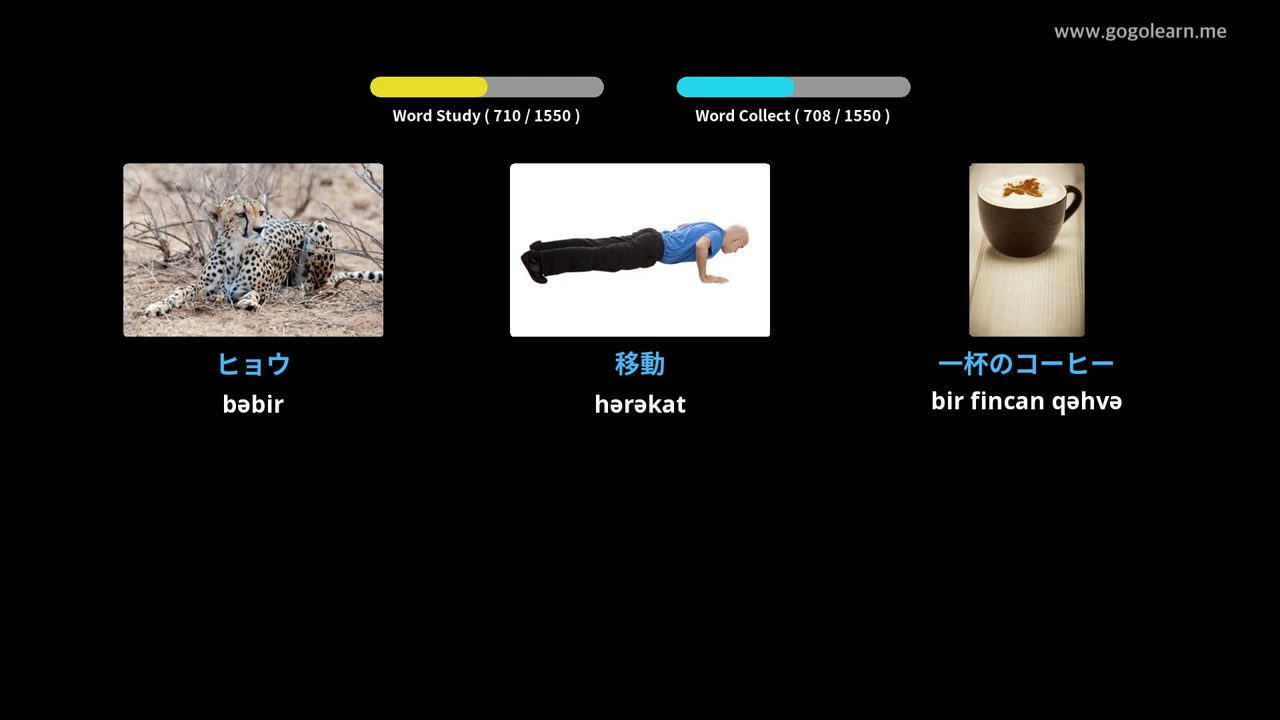 www.gogolearn.me
Word Study ( 710 / 1550 )
Word Collect ( 708 / 1550 )
ヒョウ
移動
一杯のコーヒー
bəbir
hərəkat
bir fincan qəhvə